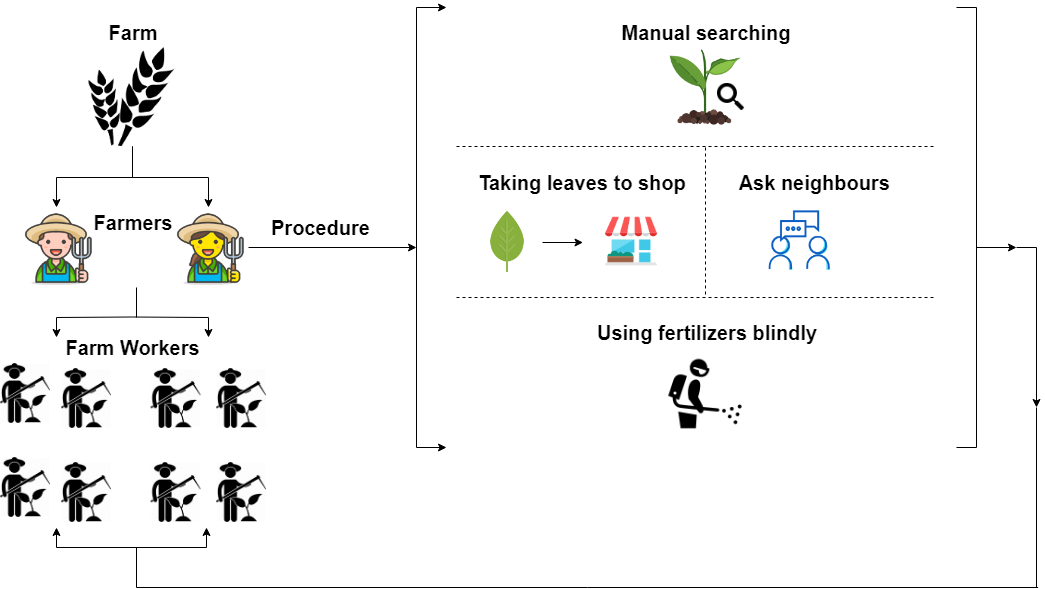 Farm
Manual searching
Taking leaves to shop
Ask neighbours
Farmers
Procedure
Using fertilizers blindly
Farm Workers